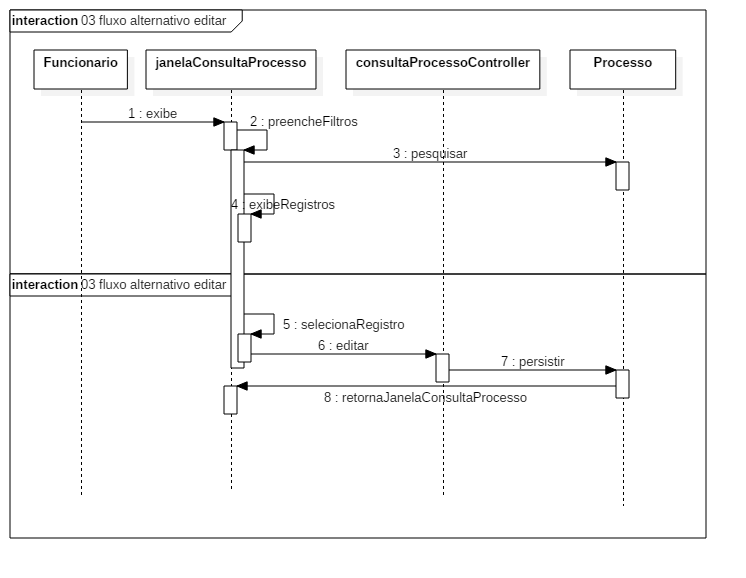 interaction 03 fluxo alternativo editar
Funcionario
janelaConsultaProcesso
consultaProcessoController
Processo
1 : exibe
2 : preencheFiltros
3 : pesquisar
4 : exibeRegistros
interaction 03 fluxo alternativo editar
5 : selecionaRegistro
6 : editar
7 : persistir
8 : retornaJanelaConsultaProcesso